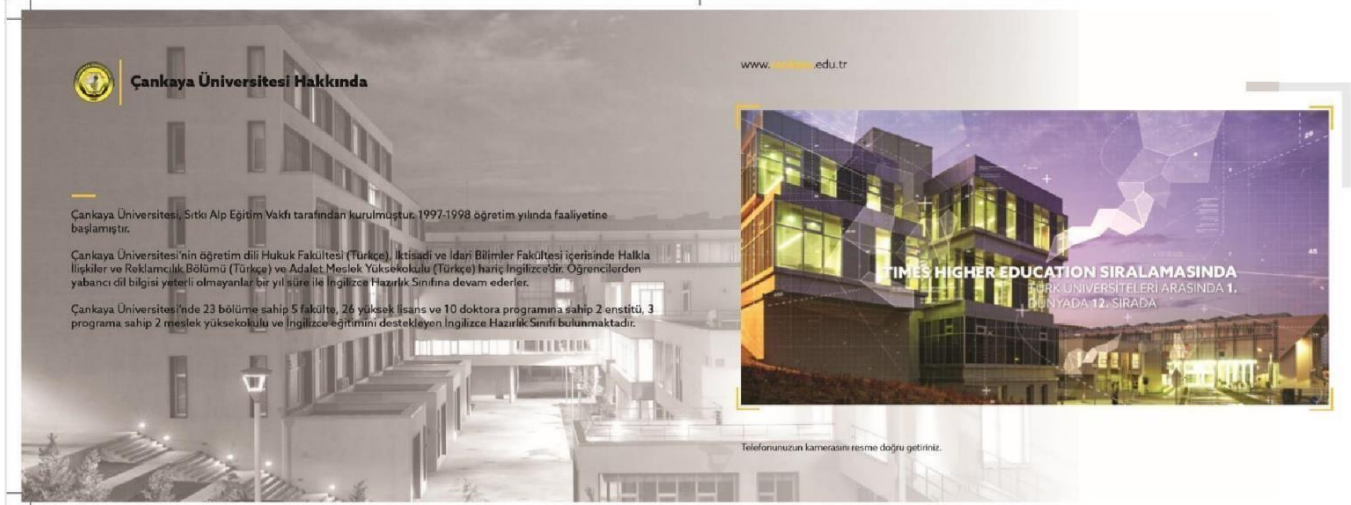 Çankaya Üniversitesi Hakkında
Çankaya Üniversitesi, Sıtkı Alp Eğitim Vakfı tarafından kurulmuştur. 1997-1998 öğretim yılında faaliyetine
başlamıştır.
Çankaya Üniversitesi'nin öğretim dili Hukuk Fakültesi (Türkçe), İktisadi ve İdari Bilimler Fakültesi içerisinde Halkla
İlişkiler ve Reklamcılık Bölümü (Türkçe) ve Adalet Meslek Yüksekokulu (Türkçe) hariç İngilizce'dir. Öğrencilerden
yabancı dil bilgisi yeterli olmayanlar bir yıl süre ile İngilizce Hazırlık Sınıfına devam ederler.
Çankaya Üniversitesi'nde 23 bölüme sahip 5 fakülte, 26 yüksek lisans ve 10 doktora programına sahip 2 enstitü, 3
programa sahip 2 meslek yüksekokulu ve İngilizce eğitimini destekleyen İngilizce Hazırlık Sınıfı bulunmaktadır.
www.cankaya.edu.tr
TIMES HIGHER EDUCATION SIRALAMASINDA
TÜRK ÜNİVERSİTELERİ ARASINDA 1.
DÜNYADA 12. SIRADA
Telefonunuzun kamerasını resme doğru getiriniz.